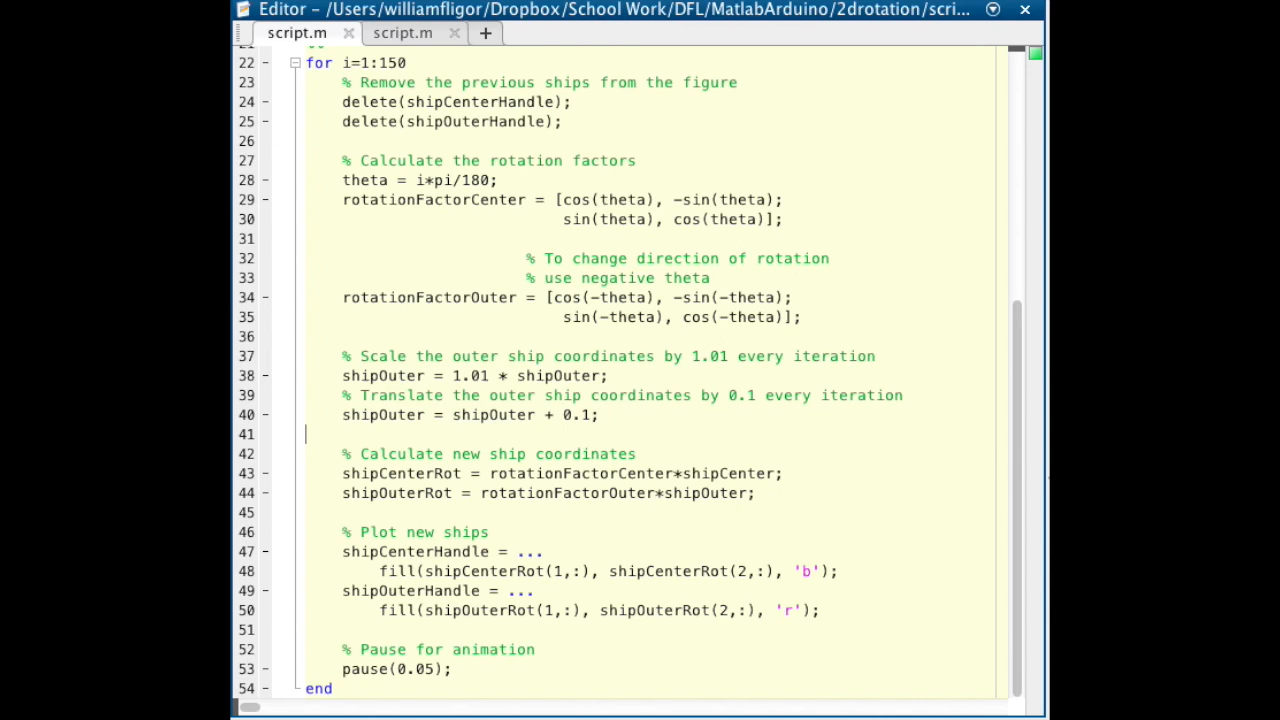 Editor – /Users/williamfligor/Dropbox/School Work/DFL/MatlabArduino/2drotation/scri...
script.m × script.m × +
21 %%
22 – for i=1:150
23 % Remove the previous ships from the figure
24 – delete(shipCenterHandle);
25 – delete(shipOuterHandle);
26
27 % Calculate the rotation factors
28 – theta = i*pi/180;
29 – rotationFactorCenter = [cos(theta), -sin(theta);
30 sin(theta), cos(theta)];
31
32 % To change direction of rotation
33 % use negative theta
34 – rotationFactorOuter = [cos(-theta), -sin(-theta);
35 sin(-theta), cos(-theta)];
36
37 % Scale the outer ship coordinates by 1.01 every iteration
38 – shipOuter = 1.01 * shipOuter;
39 % Translate the outer ship coordinates by 0.1 every iteration
40 – shipOuter = shipOuter + 0.1;
41
42 % Calculate new ship coordinates
43 – shipCenterRot = rotationFactorCenter*shipCenter;
44 – shipOuterRot = rotationFactorOuter*shipOuter;
45
46 % Plot new ships
47 – shipCenterHandle = ...
48 fill(shipCenterRot(1,:), shipCenterRot(2,:), 'b');
49 – shipOuterHandle = ...
50 fill(shipOuterRot(1,:), shipOuterRot(2,:), 'r');
51
52 % Pause for animation
53 – pause(0.05);
54 – end